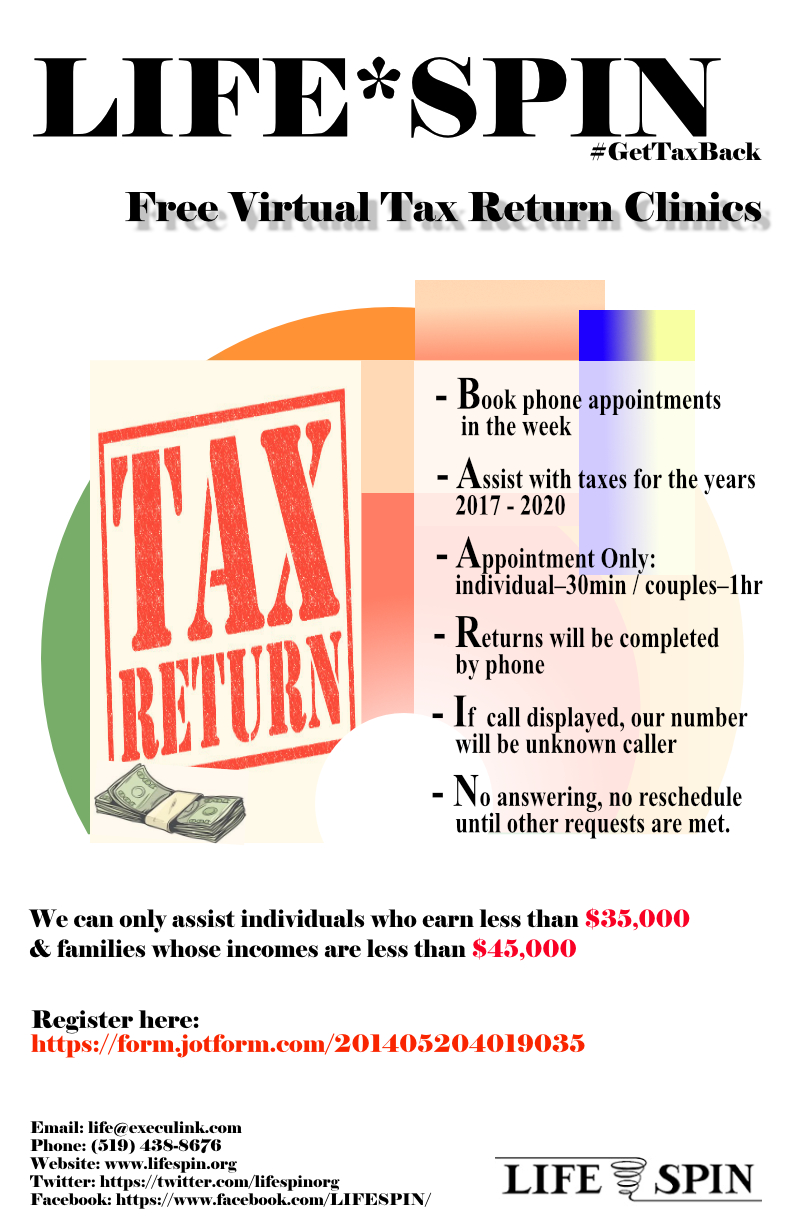 LIFE*SPIN
#GetTaxBack
Free Virtual Tax Return Clinics
TAX
RETURN
- Book phone appointments
in the week
- Assist with taxes for the years
2017 - 2020
- Appointment Only:
individual–30min / couples–1hr
- Returns will be completed
by phone
- If call displayed, our number
will be unknown caller
- No answering, no reschedule
until other requests are met.
We can only assist individuals who earn less than $35,000
& families whose incomes are less than $45,000
Register here:
https://form.jotform.com/201405204019035
Email: life@execulink.com
Phone: (519) 438-8676
Website: www.lifespin.org
Twitter: https://twitter.com/lifespinorg
Facebook: https://www.facebook.com/LIFESPIN/
LIFE SPIN